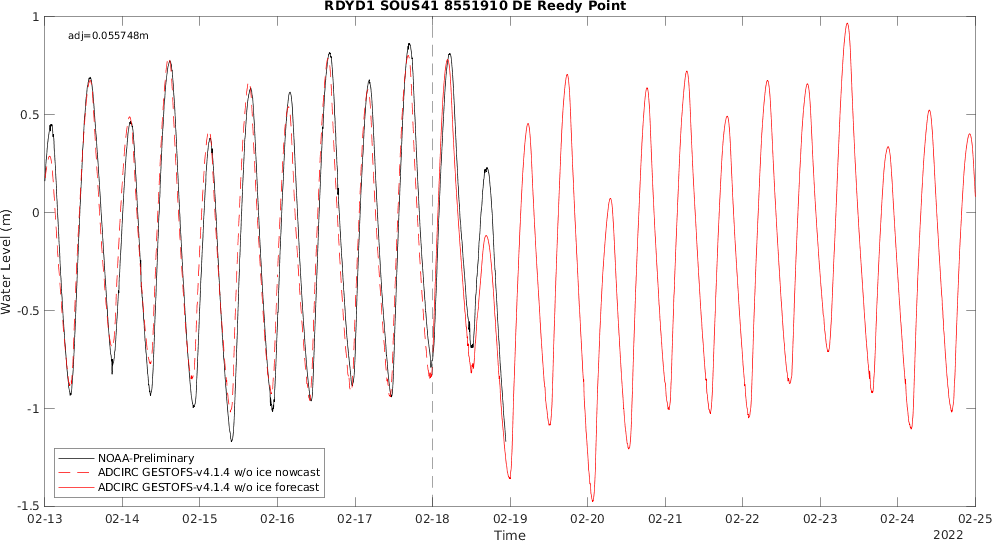 RDYD1 SOUS41 8551910 DE Reedy Point
adj=0.055748m
1
0.5
0
-0.5
-1
-1.5
Water Level (m)
NOAA-Preliminary
ADCIRC GESTOFS-v4.1.4 w/o ice nowcast
ADCIRC GESTOFS-v4.1.4 w/o ice forecast
02-13 02-14 02-15 02-16 02-17 02-18 02-19 02-20 02-21 02-22 02-23 02-24 02-25
Time
2022